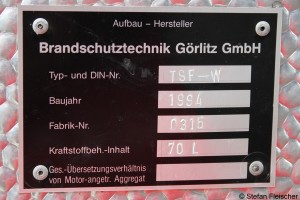 Aufbau – Hersteller
Brandschutztechnik Görlitz GmbH
Typ- und DIN-Nr. TSF-W
Baujahr 1994
Fabrik-Nr. 0315
Kraftstoffbeh.-Inhalt 70 L
Ges.-Übersetzungsverhältnis
von Motor-angetr. Aggregat
© Stefan Fleischer